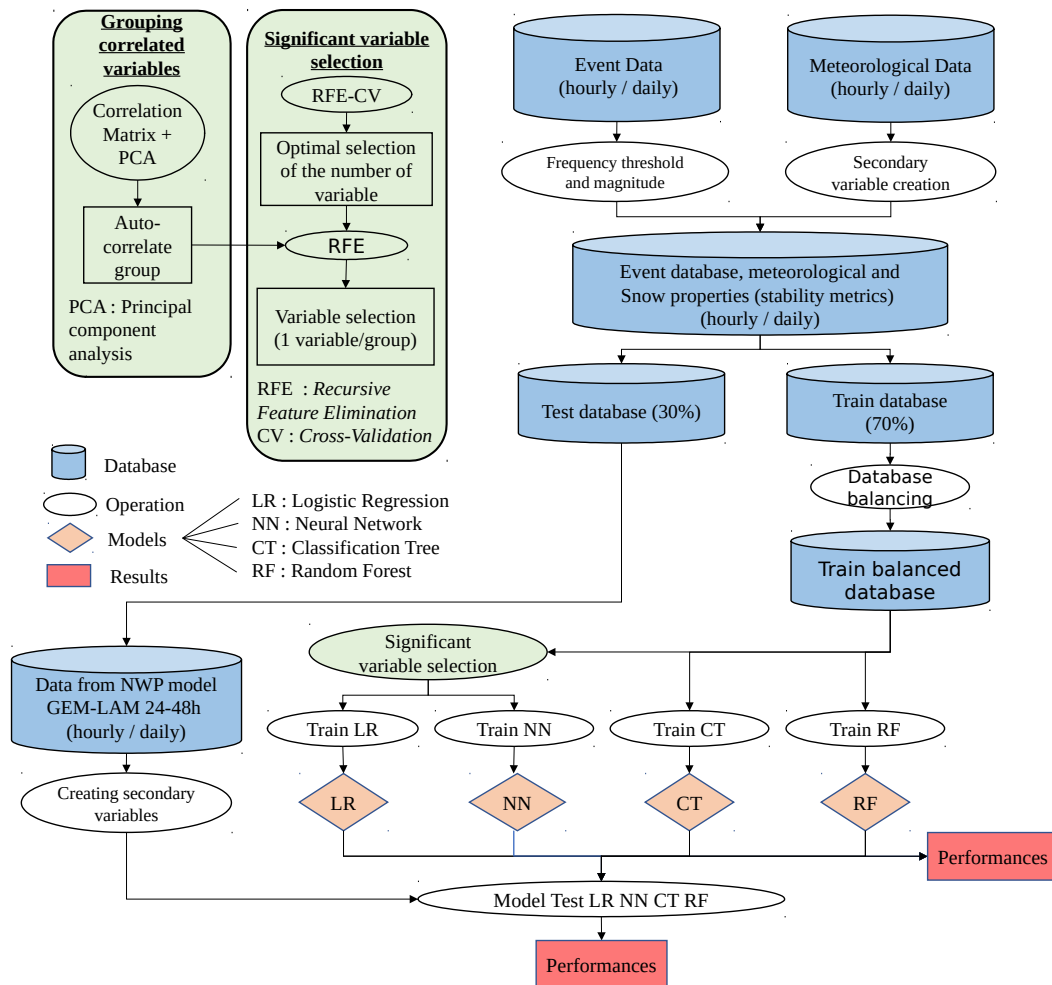 Grouping
correlated
variables
Correlation
Matrix +
PCA
Auto-
correlate
group
PCA : Principal
component
analysis
Significant variable
selection
RFE-CV
Optimal selection
of the number of
variable
RFE
Variable selection
(1 variable/group)
RFE : Recursive
Feature Elimination
CV : Cross-Validation
Event Data
(hourly / daily)
Meteorological Data
(hourly / daily)
Frequency threshold
and magnitude
Secondary
variable creation
Event database, meteorological and
Snow properties (stability metrics)
(hourly / daily)
Test database (30%)
Train database
(70%)
Database
balancing
Train balanced
database
Database
Operation
Models
Results
LR : Logistic Regression
NN : Neural Network
CT : Classification Tree
RF : Random Forest
Significant
variable selection
Data from NWP model
GEM-LAM 24-48h
(hourly / daily)
Creating secondary
variables
Train LR
Train NN
Train CT
Train RF
LR
NN
CT
RF
Performances
Model Test LR NN CT RF
Performances